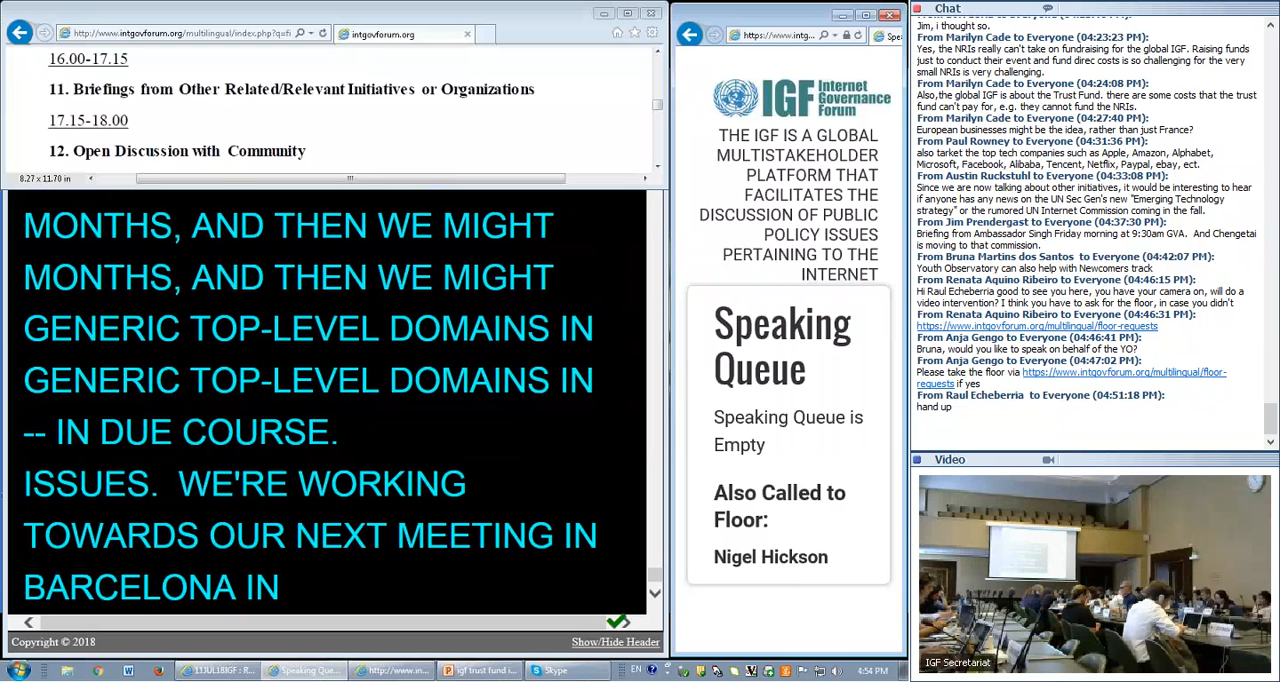 http://www.intgovforum.org/multilingual/index.php?q=fi
intgovforum.org
16.00-17.15
11. Briefings from Other Related/Relevant Initiatives or Organizations
17.15-18.00
12. Open Discussion with Community
8.27 x 11.70 in
MONTHS, AND THEN WE MIGHT
MONTHS, AND THEN WE MIGHT
GENERIC TOP-LEVEL DOMAINS IN
GENERIC TOP-LEVEL DOMAINS IN
-- IN DUE COURSE.
ISSUES.  WE'RE WORKING
TOWARDS OUR NEXT MEETING IN
BARCELONA IN
Copyright © 2018
Show/Hide Header
https://www.intg...
Spe
IGF Internet
Governance
Forum
THE IGF IS A GLOBAL
MULTISTAKEHOLDER
PLATFORM THAT
FACILITATES THE
DISCUSSION OF PUBLIC
POLICY ISSUES
PERTAINING TO THE
INTERNET
Speaking
Queue
Speaking Queue is
Empty
Also Called to
Floor:
Nigel Hickson
Chat
Jim, i thought so.
From Marilyn Cade to Everyone (04:23:23 PM):
Yes, the NRIs really can't take on fundraising for the global IGF. Raising funds
just to conduct their event and fund direc costs is so challenging for the very
small NRIs is very challenging.
From Marilyn Cade to Everyone (04:24:08 PM):
Also,the global IGF is about the Trust Fund. there are some costs that the trust
fund can't pay for, e.g. they cannot fund the NRIs.
From Marilyn Cade to Everyone (04:27:40 PM):
European businesses might be the idea, rather than just France?
From Paul Rowney to Everyone (04:31:36 PM):
also tarket the top tech companies such as Apple, Amazon, Alphabet,
Microsoft, Facebook, Alibaba, Tencent, Netflix, Paypal, ebay, ect.
From Austin Ruckstuhl to Everyone (04:33:08 PM):
Since we are now talking about other initiatives, it would be interesting to hear
if anyone has any news on the UN Sec Gen's new "Emerging Technology
strategy" or the rumored UN Internet Commission coming in the fall.
From Jim Prendergast to Everyone (04:37:30 PM):
Briefing from Ambassador Singh Friday morning at 9:30am GVA.  And Chengetai
is moving to that commission.
From Bruna Martins dos Santos  to Everyone (04:42:07 PM):
Youth Observatory can also help with Newcomers track
From Renata Aquino Ribeiro to Everyone (04:46:15 PM):
Hi Raul Echeberria good to see you here, you have your camera on, will do a
video intervention? I think you have to ask for the floor, in case you didn't
From Renata Aquino Ribeiro to Everyone (04:46:31 PM):
https://www.intgovforum.org/multilingual/floor-requests
From Anja Gengo to Everyone (04:46:41 PM):
Bruna, would you like to speak on behalf of the YO?
From Anja Gengo to Everyone (04:47:02 PM):
Please take the floor via https://www.intgovforum.org/multilingual/floor-
requests if yes
From Raul Echeberria  to Everyone (04:51:18 PM):
hand up
Video
IGF Secretariat
11JUL18IGF : R...
Speaking Que...
http://www.in...
igf trust fund i...
Skype
EN
4:54 PM